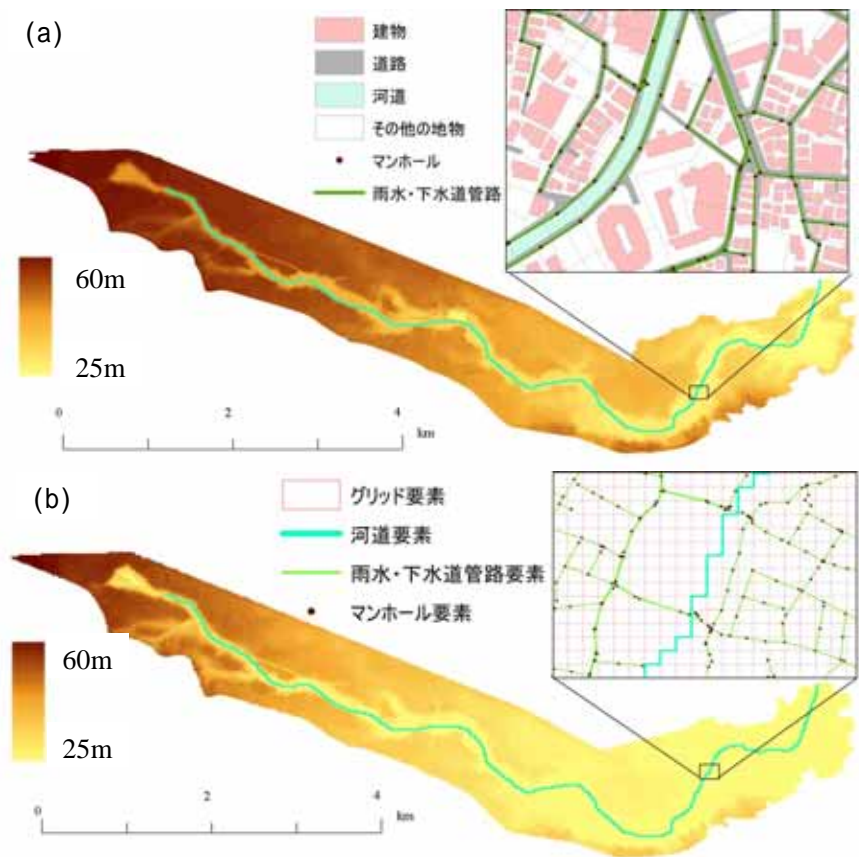 (a)
建物
道路
河道
その他の地物
マンホール
雨水・下水道管路
60m
25m
0 2 4
km
(b)
グリッド要素
河道要素
雨水・下水道管路要素
マンホール要素
60m
25m
0 2 4
km